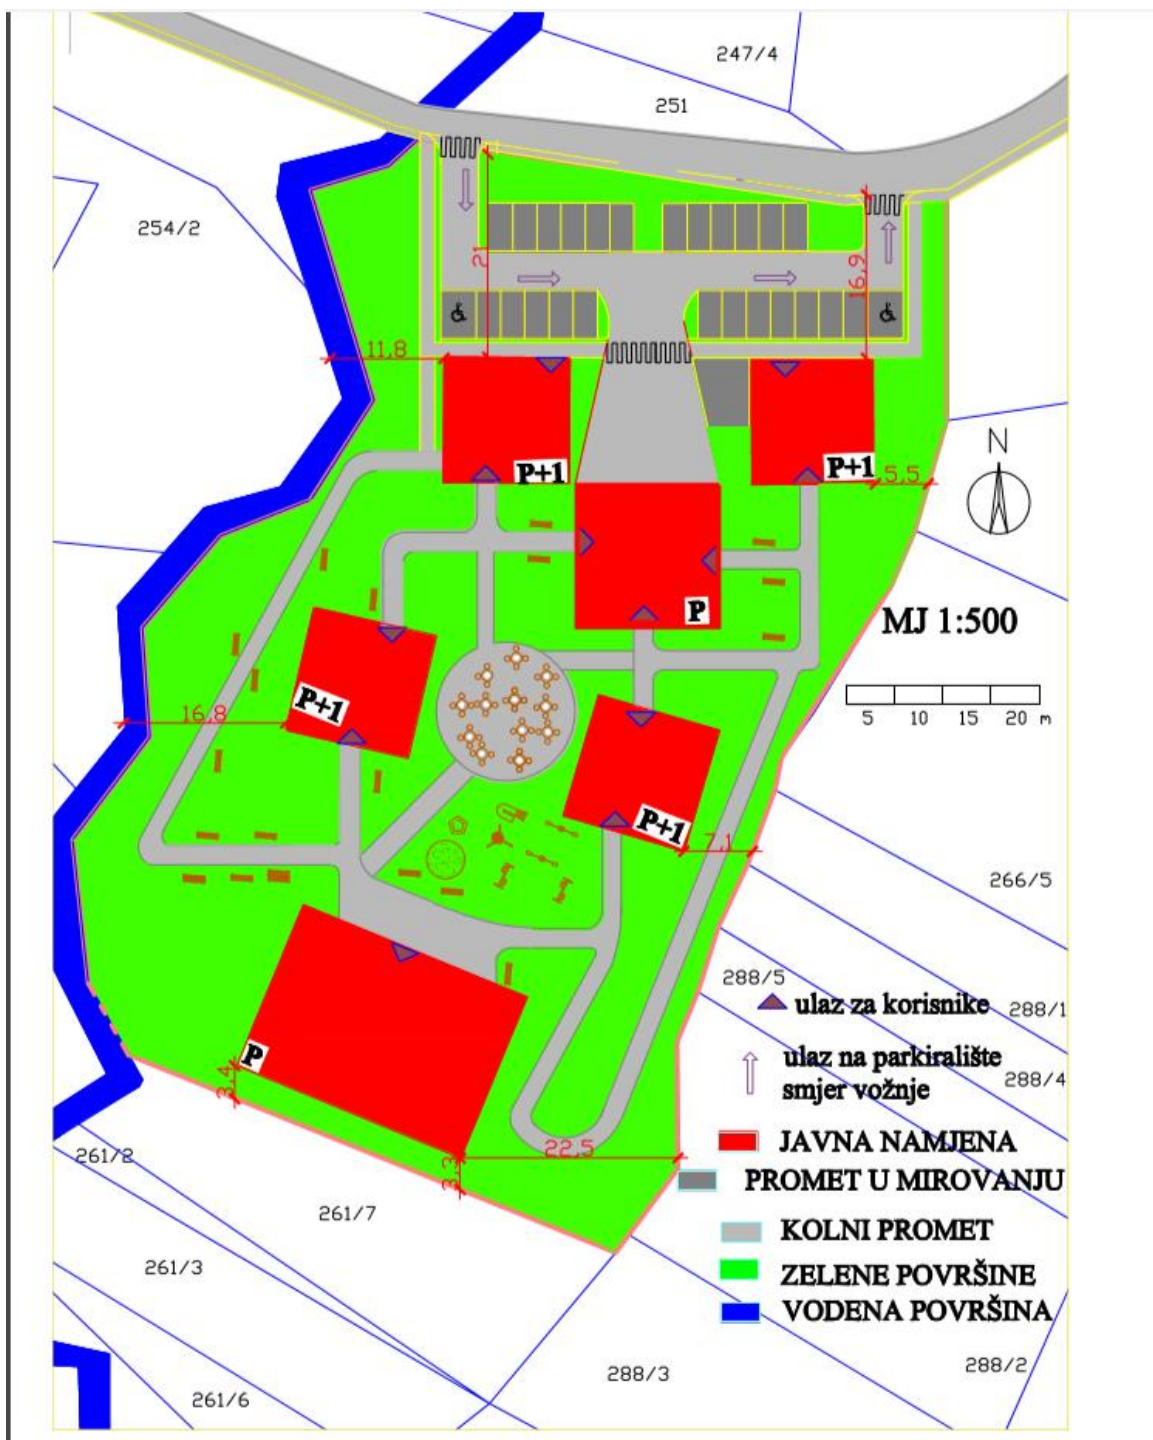 247/4
251
254/2
21
16,9
11,8
P+1
P+1
5,5
N
P
MJ 1:500
5 10 15 20 m
P+1
16,8
P+1
7,1
266/5
288/5
ulaz za korisnike
288/1
P
ulaz na parkiralište
smjer vožnje
288/4
3,4
JAVNA NAMJENA
22,5
261/2
3,3
PROMET U MIROVANJU
261/7
KOLNI PROMET
261/3
ZELENE POVRŠINE
VODENA POVRŠINA
288/3
288/2
261/6